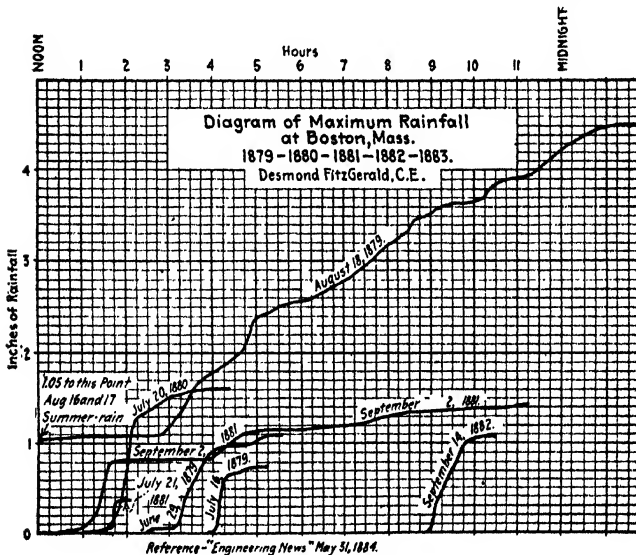 Hours
NOON
1 2 3 4 5 6 7 8 9 10 11
MIDNIGHT
Diagram of Maximum Rainfall
at Boston, Mass.
1879-1880-1881-1882-1883.
Desmond FitzGerald, C.E.
Inches of Rainfall
4
3
2
1
0
August 18, 1879.
1.05 to this Point
Aug 16 and 17
Summer-rain
July 20, 1880
September 2, 1881
September 2, 1881.
September 14, 1882.
July 21,
1881
June 29, 1879
July 16, 1879.
Reference-"Engineering News" May 31, 1884.